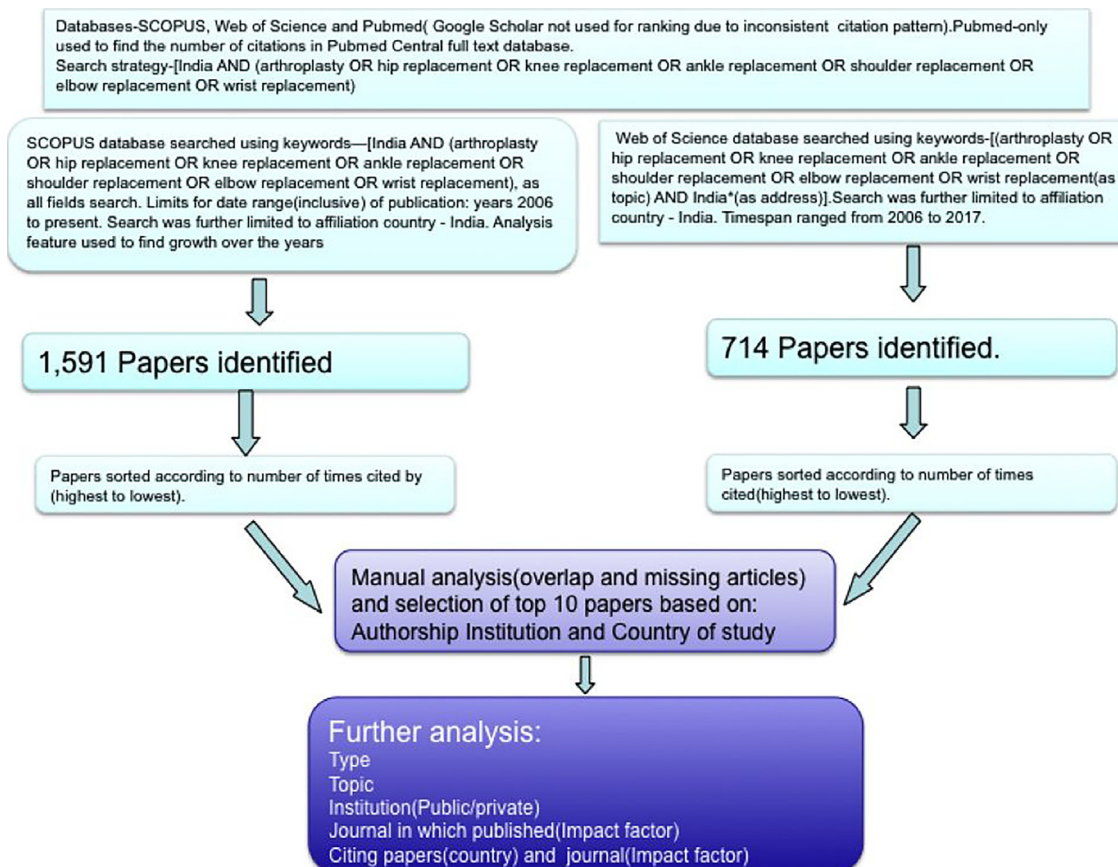 Databases-SCOPUS, Web of Science and Pubmed( Google Scholar not used for ranking due to inconsistent citation pattern).Pubmed-only
used to find the number of citations in Pubmed Central full text database.
Search strategy-[India AND (arthroplasty OR hip replacement OR knee replacement OR ankle replacement OR shoulder replacement OR
elbow replacement OR wrist replacement)
SCOPUS database searched using keywords—[India AND (arthroplasty
OR hip replacement OR knee replacement OR ankle replacement OR
shoulder replacement OR elbow replacement OR wrist replacement), as
all fields search. Limits for date range(inclusive) of publication: years 2006
to present. Search was further limited to affiliation country - India. Analysis
feature used to find growth over the years
Web of Science database searched using keywords-[(arthroplasty OR
hip replacement OR knee replacement OR ankle replacement OR
shoulder replacement OR elbow replacement OR wrist replacement(as
topic) AND India*(as address)].Search was further limited to affiliation
country - India. Timespan ranged from 2006 to 2017.
1,591 Papers identified
714 Papers identified.
Papers sorted according to number of times cited by
(highest to lowest).
Papers sorted according to number of times
cited(highest to lowest).
Manual analysis(overlap and missing articles)
and selection of top 10 papers based on:
Authorship Institution and Country of study
Further analysis:
Type
Topic
Institution(Public/private)
Journal in which published(Impact factor)
Citing papers(country) and journal(Impact factor)